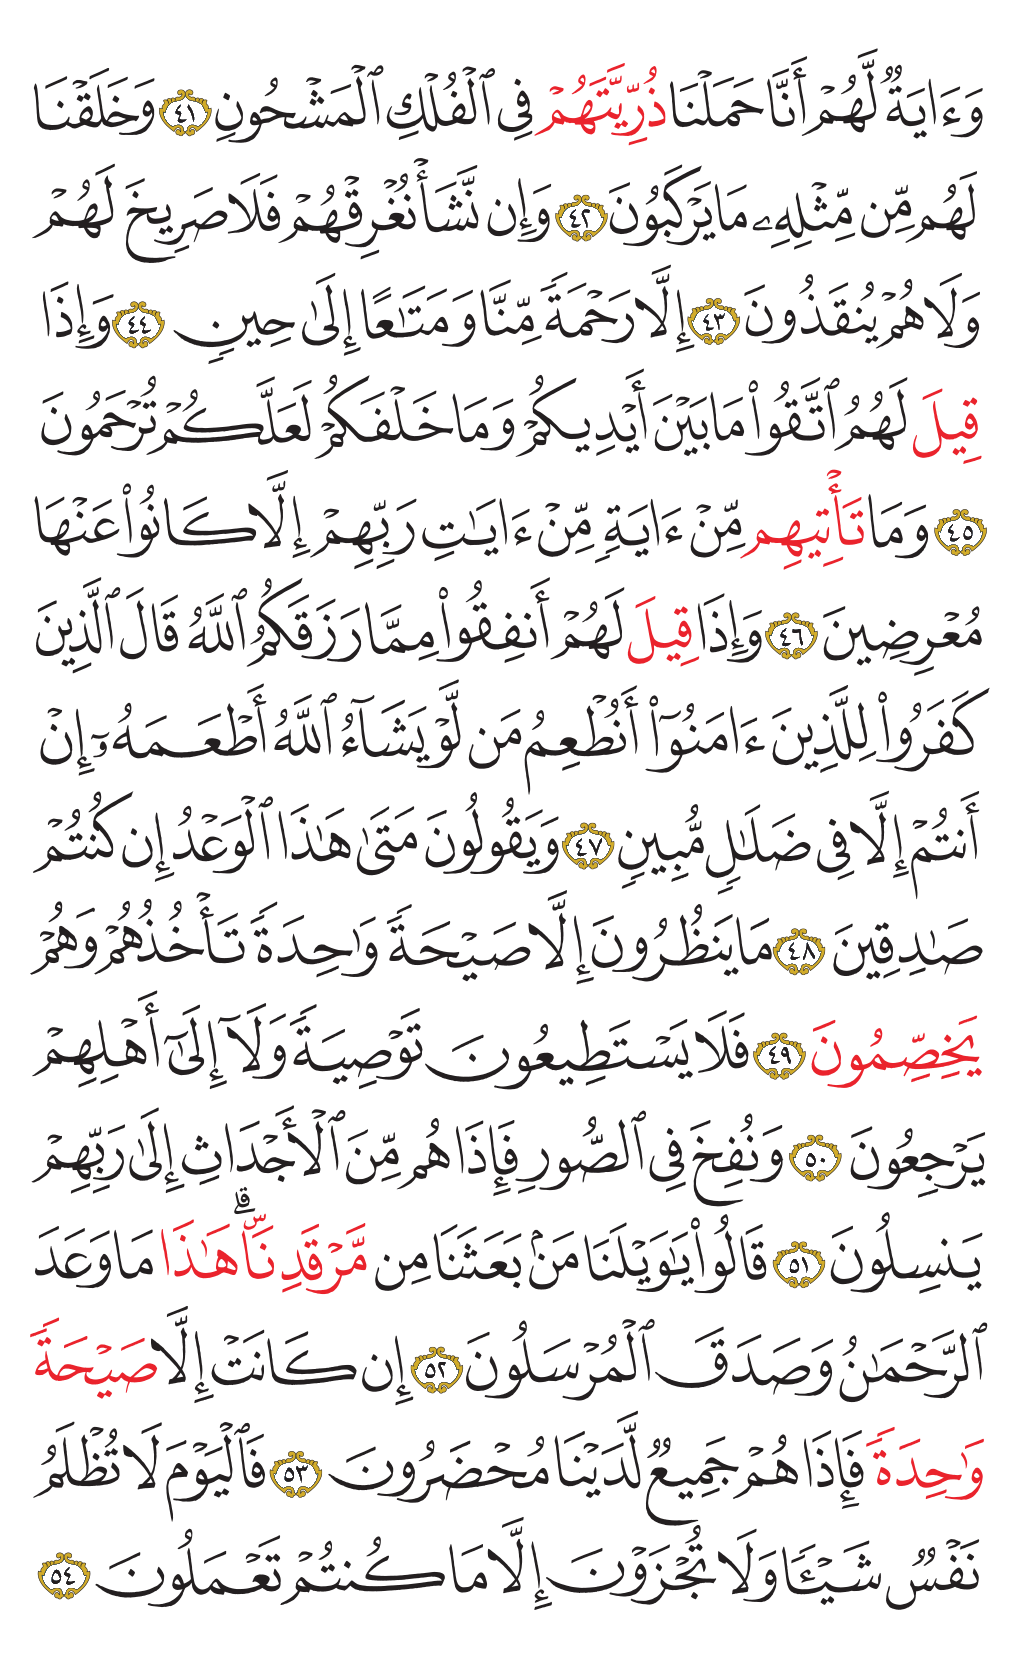 وَءَايَةٌ لَّهُمْ أَنَّا حَمَلْنَا ذُرِّيَّتَهُمْ فِي ٱلْفُلْكِ ٱلْمَشْحُونِ ٤١ وَخَلَقْنَا
لَهُم مِّن مِّثْلِهِۦ مَا يَرْكَبُونَ ٤٢ وَإِن نَّشَأْ نُغْرِقْهُمْ فَلَا صَرِيخَ لَهُمْ
وَلَا هُمْ يُنقَذُونَ ٤٣ إِلَّا رَحْمَةً مِّنَّا وَمَتَٰعًا إِلَىٰ حِينٍ ٤٤ وَإِذَا
قِيلَ لَهُمُ ٱتَّقُوا۟ مَا بَيْنَ أَيْدِيكُمْ وَمَا خَلْفَكُمْ لَعَلَّكُمْ تُرْحَمُونَ
٤٥ وَمَا تَأْتِيهِم مِّنْ ءَايَةٍ مِّنْ ءَايَٰتِ رَبِّهِمْ إِلَّا كَانُوا۟ عَنْهَا
مُعْرِضِينَ ٤٦ وَإِذَا قِيلَ لَهُمْ أَنفِقُوا۟ مِمَّا رَزَقَكُمُ ٱللَّهُ قَالَ ٱلَّذِينَ
كَفَرُوا۟ لِلَّذِينَ ءَامَنُوٓا۟ أَنُطْعِمُ مَن لَّوْ يَشَآءُ ٱللَّهُ أَطْعَمَهُۥٓ إِنْ
أَنتُمْ إِلَّا فِي ضَلَٰلٍ مُّبِينٍ ٤٧ وَيَقُولُونَ مَتَىٰ هَٰذَا ٱلْوَعْدُ إِن كُنتُمْ
صَٰدِقِينَ ٤٨ مَا يَنظُرُونَ إِلَّا صَيْحَةً وَٰحِدَةً تَأْخُذُهُمْ وَهُمْ
يَخِصِّمُونَ ٤٩ فَلَا يَسْتَطِيعُونَ تَوْصِيَةً وَلَآ إِلَىٰٓ أَهْلِهِمْ
يَرْجِعُونَ ٥٠ وَنُفِخَ فِي ٱلصُّورِ فَإِذَا هُم مِّنَ ٱلْأَجْدَاثِ إِلَىٰ رَبِّهِمْ
يَنسِلُونَ ٥١ قَالُوا۟ يَٰوَيْلَنَا مَنۢ بَعَثَنَا مِن مَّرْقَدِنَاۜۗ هَٰذَا مَا وَعَدَ
ٱلرَّحْمَٰنُ وَصَدَقَ ٱلْمُرْسَلُونَ ٥٢ إِن كَانَتْ إِلَّا صَيْحَةً
وَٰحِدَةً فَإِذَا هُمْ جَمِيعٌ لَّدَيْنَا مُحْضَرُونَ ٥٣ فَٱلْيَوْمَ لَا تُظْلَمُ
نَفْسٌ شَيْـًٔا وَلَا تُجْزَوْنَ إِلَّا مَا كُنتُمْ تَعْمَلُونَ ٥٤